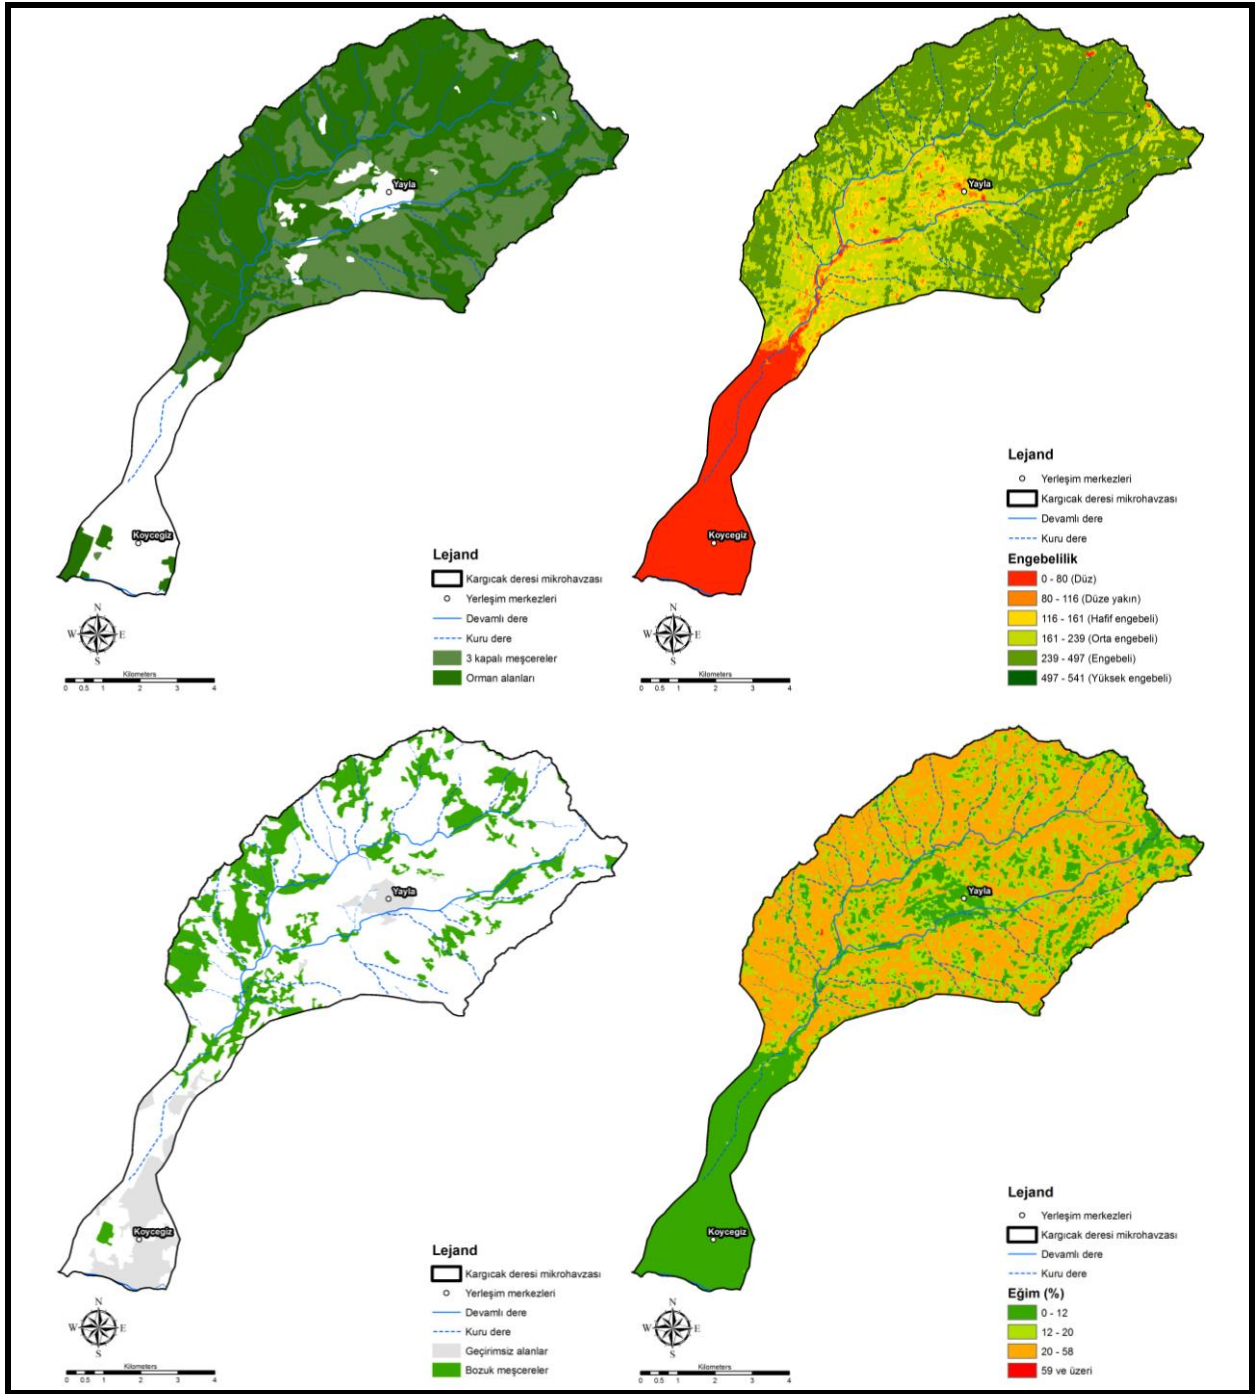 Yayla
Koycegiz
N
W E
S
Kilometers
0 0.5 1 2 3 4
Lejand
Kargıcak deresi mikrohavzası
Yerleşim merkezleri
Devamlı dere
Kuru dere
3 kapalı meşcereler
Orman alanları
Yayla
Koycegiz
N
W E
S
Kilometers
0 0.5 1 2 3 4
Lejand
Yerleşim merkezleri
Kargıcak deresi mikrohavzası
Devamlı dere
Kuru dere
Engebelilik
0 - 80 (Düz)
80 - 116 (Düze yakın)
116 - 161 (Hafif engebeli)
161 - 239 (Orta engebeli)
239 - 497 (Engebeli)
497 - 541 (Yüksek engebeli)
Yayla
Koycegiz
N
W E
S
Kilometers
0 0.5 1 2 3 4
Lejand
Kargıcak deresi mikrohavzası
Yerleşim merkezleri
Devamlı dere
Kuru dere
Geçirimsiz alanlar
Bozuk meşcereler
Yayla
Koycegiz
N
W E
S
Kilometers
0 0.5 1 2 3 4
Lejand
Yerleşim merkezleri
Kargıcak deresi mikrohavzası
Devamlı dere
Kuru dere
Eğim (%)
0 - 12
12 - 20
20 - 58
59 ve üzeri